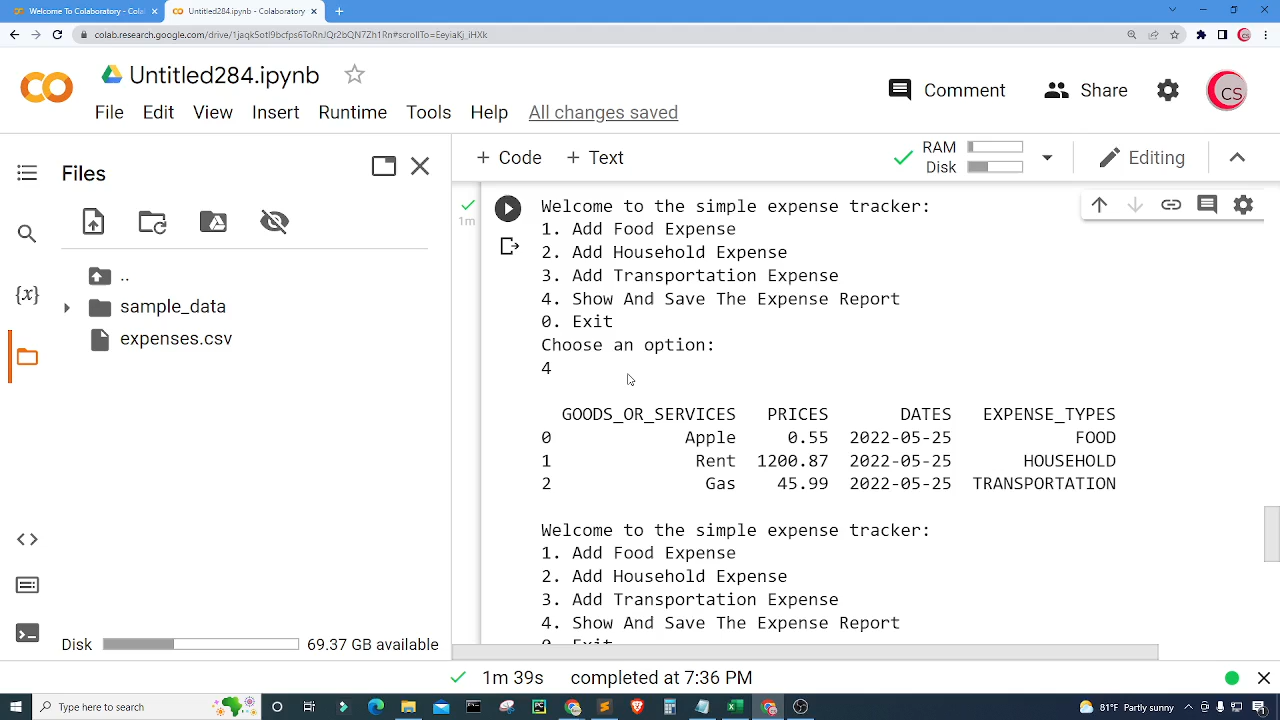 Welcome To Colaboratory - Colal
Untitled284.ipynb - Colaboratory
colab.research.google.com/drive/1jeqk5otI9bcfps6ToRnJQr2bQN7Zh1Rn#scrollTo=EeyiaKj_iHXk
Untitled284.ipynb
File Edit View Insert Runtime Tools Help All changes saved
Comment
Share
CS
Files
+ Code + Text
RAM
Disk
Editing
1m
Welcome to the simple expense tracker:
1. Add Food Expense
2. Add Household Expense
3. Add Transportation Expense
4. Show And Save The Expense Report
0. Exit
Choose an option:
4
GOODS_OR_SERVICES PRICES DATES EXPENSE_TYPES
0 Apple 0.55 2022-05-25 FOOD
1 Rent 1200.87 2022-05-25 HOUSEHOLD
2 Gas 45.99 2022-05-25 TRANSPORTATION
Welcome to the simple expense tracker:
1. Add Food Expense
2. Add Household Expense
3. Add Transportation Expense
4. Show And Save The Expense Report
0. Exit
..
sample_data
expenses.csv
{x}
Disk
69.37 GB available
1m 39s completed at 7:36 PM
Type here to search
81°F Partly sunny
7:36 PM